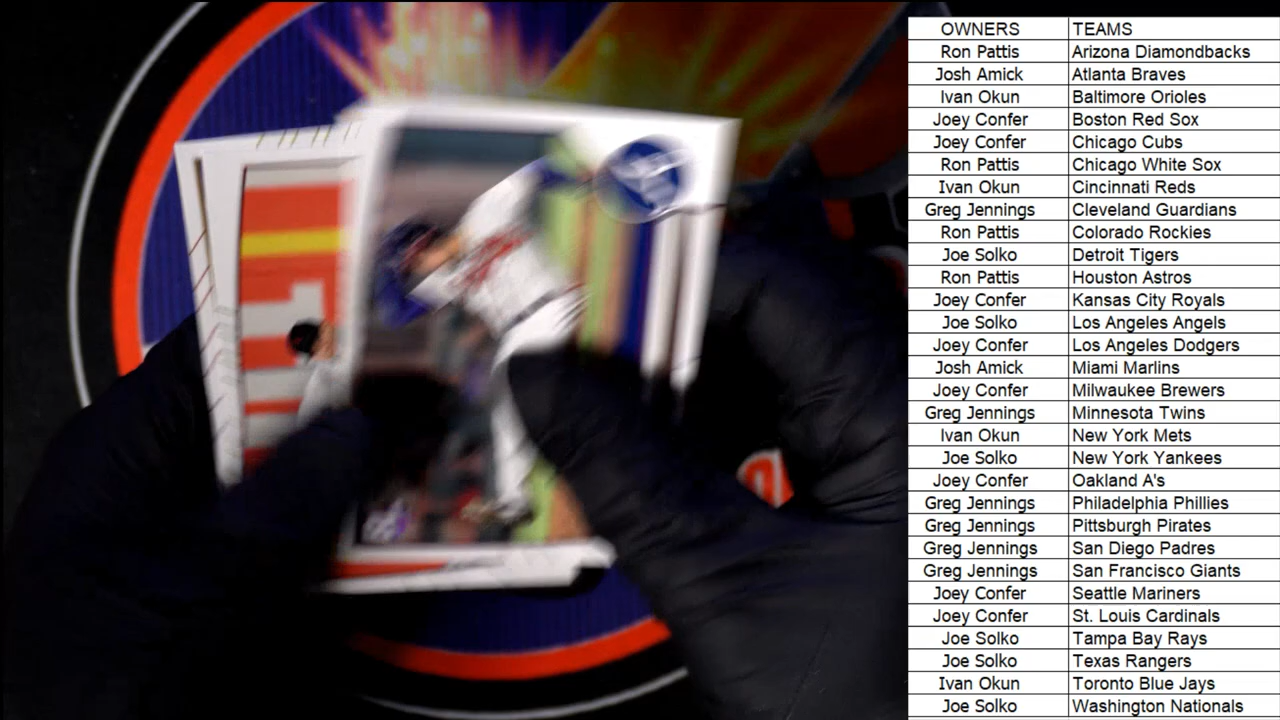 OWNERS TEAMS
Ron Pattis Arizona Diamondbacks
Josh Amick Atlanta Braves
Ivan Okun Baltimore Orioles
Joey Confer Boston Red Sox
Joey Confer Chicago Cubs
Ron Pattis Chicago White Sox
Ivan Okun Cincinnati Reds
Greg Jennings Cleveland Guardians
Ron Pattis Colorado Rockies
Joe Solko Detroit Tigers
Ron Pattis Houston Astros
Joey Confer Kansas City Royals
Joe Solko Los Angeles Angels
Joey Confer Los Angeles Dodgers
Josh Amick Miami Marlins
Joey Confer Milwaukee Brewers
Greg Jennings Minnesota Twins
Ivan Okun New York Mets
Joe Solko New York Yankees
Joey Confer Oakland A's
Greg Jennings Philadelphia Phillies
Greg Jennings Pittsburgh Pirates
Greg Jennings San Diego Padres
Greg Jennings San Francisco Giants
Joey Confer Seattle Mariners
Joey Confer St. Louis Cardinals
Joe Solko Tampa Bay Rays
Joe Solko Texas Rangers
Ivan Okun Toronto Blue Jays
Joe Solko Washington Nationals